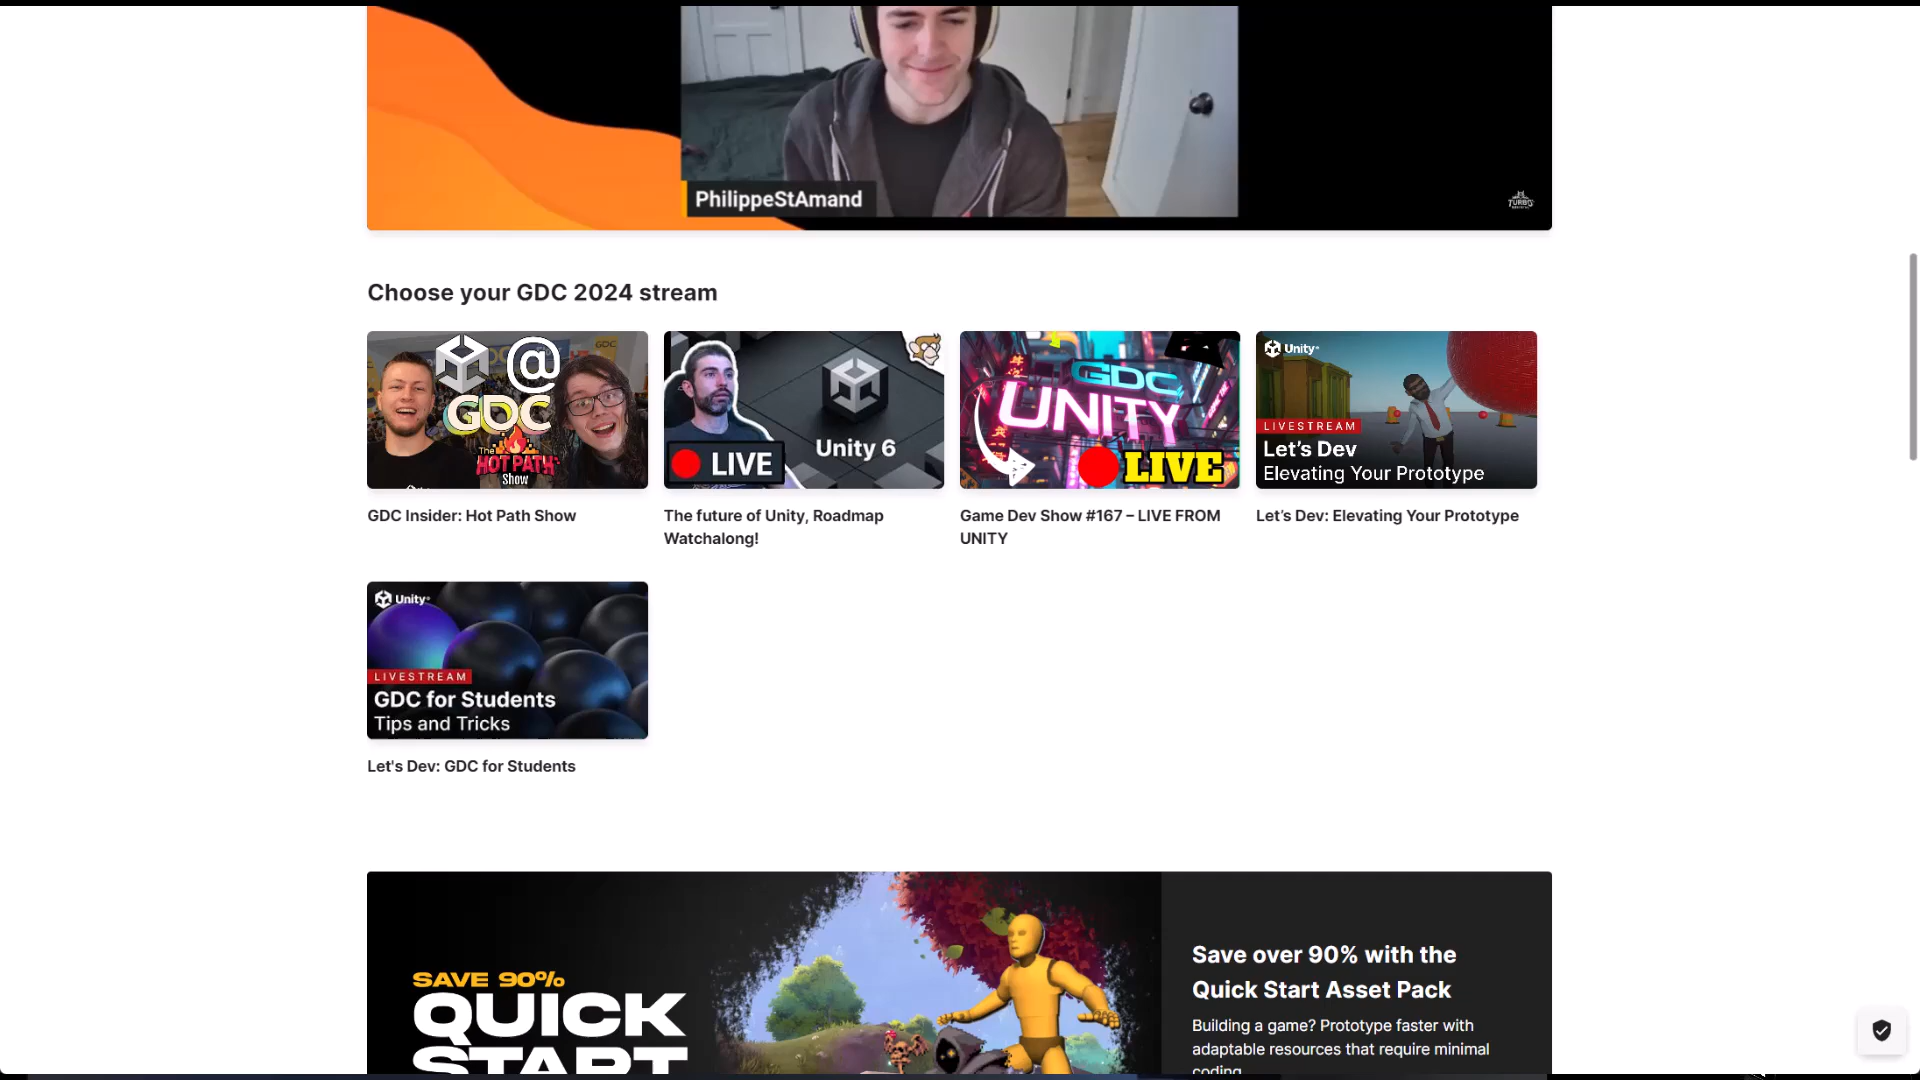 PhilippeStAmand
TURBO
Choose your GDC 2024 stream
@
GDC
GDC
The
HOT PATH
Show
GDC Insider: Hot Path Show
LIVE
Unity 6
The future of Unity, Roadmap
Watchalong!
GDC
UNITY
LIVE
Game Dev Show #167 – LIVE FROM
UNITY
Unity
LIVESTREAM
Let’s Dev
Elevating Your Prototype
Let’s Dev: Elevating Your Prototype
Unity
LIVESTREAM
GDC for Students
Tips and Tricks
Let's Dev: GDC for Students
SAVE 90%
QUICK
START
Save over 90% with the
Quick Start Asset Pack
Building a game? Prototype faster with
adaptable resources that require minimal
coding